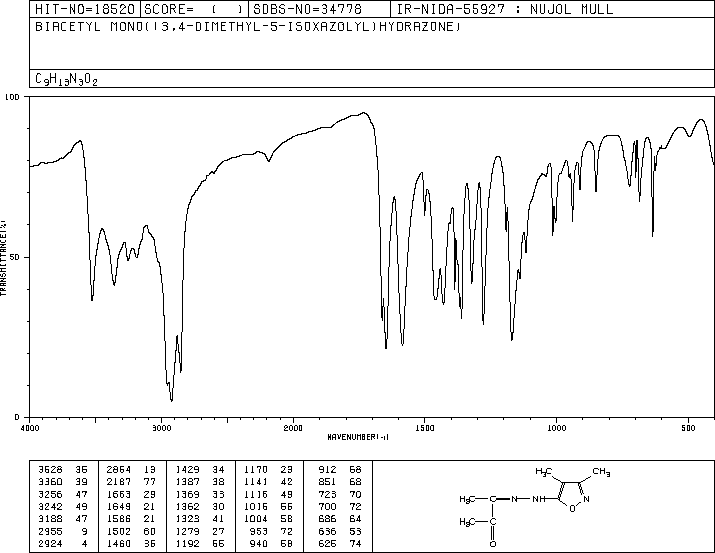 HIT-NO=18520 SCORE= ( ) SDBS-NO=34778 IR-NIDA-55927 : NUJOL MULL
BIACETYL MONO((3,4-DIMETHYL-5-ISOXAZOLYL)HYDRAZONE)
C9H13N3O2
100
50
0
TRANSMITTANCE(%)
4000 3000 2000 1500 1000 500
WAVENUMBER(-1)
3528 35 2854 13 1429 34 1170 23 912 58
3360 39 2187 77 1387 38 1141 42 851 68
3256 47 1663 29 1369 33 1116 49 723 70
3242 49 1649 21 1362 30 1016 55 700 72
3188 47 1586 21 1323 41 1004 58 686 64
2955 9 1502 60 1279 27 953 72 636 53
2924 4 1460 35 1192 55 940 58 626 74
H3C CH3
H3C C N NH O N
H3C C
O